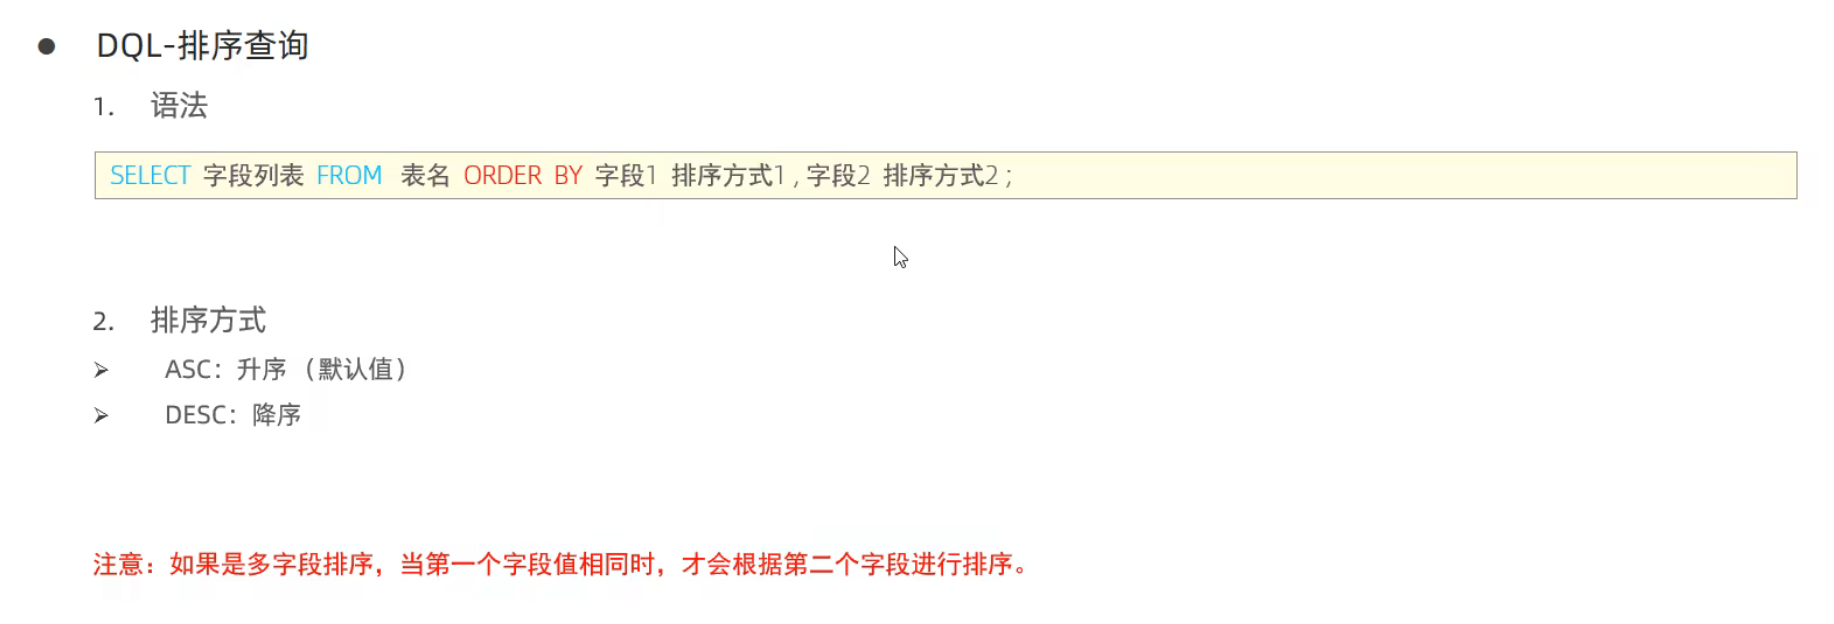 ● DQL-排序查询
1. 语法
SELECT 字段列表 FROM 表名 ORDER BY 字段1 排序方式1 , 字段2 排序方式2 ;
2. 排序方式
➢ ASC：升序（默认值）
➢ DESC：降序
注意：如果是多字段排序，当第一个字段值相同时，才会根据第二个字段进行排序。